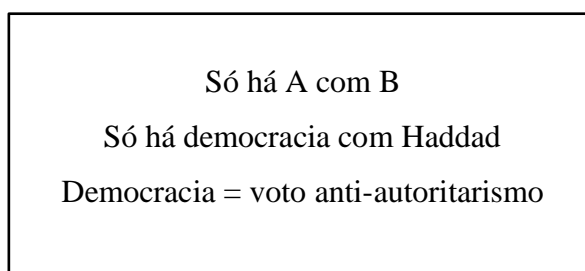 Só há A com B
Só há democracia com Haddad
Democracia = voto anti-autoritarismo